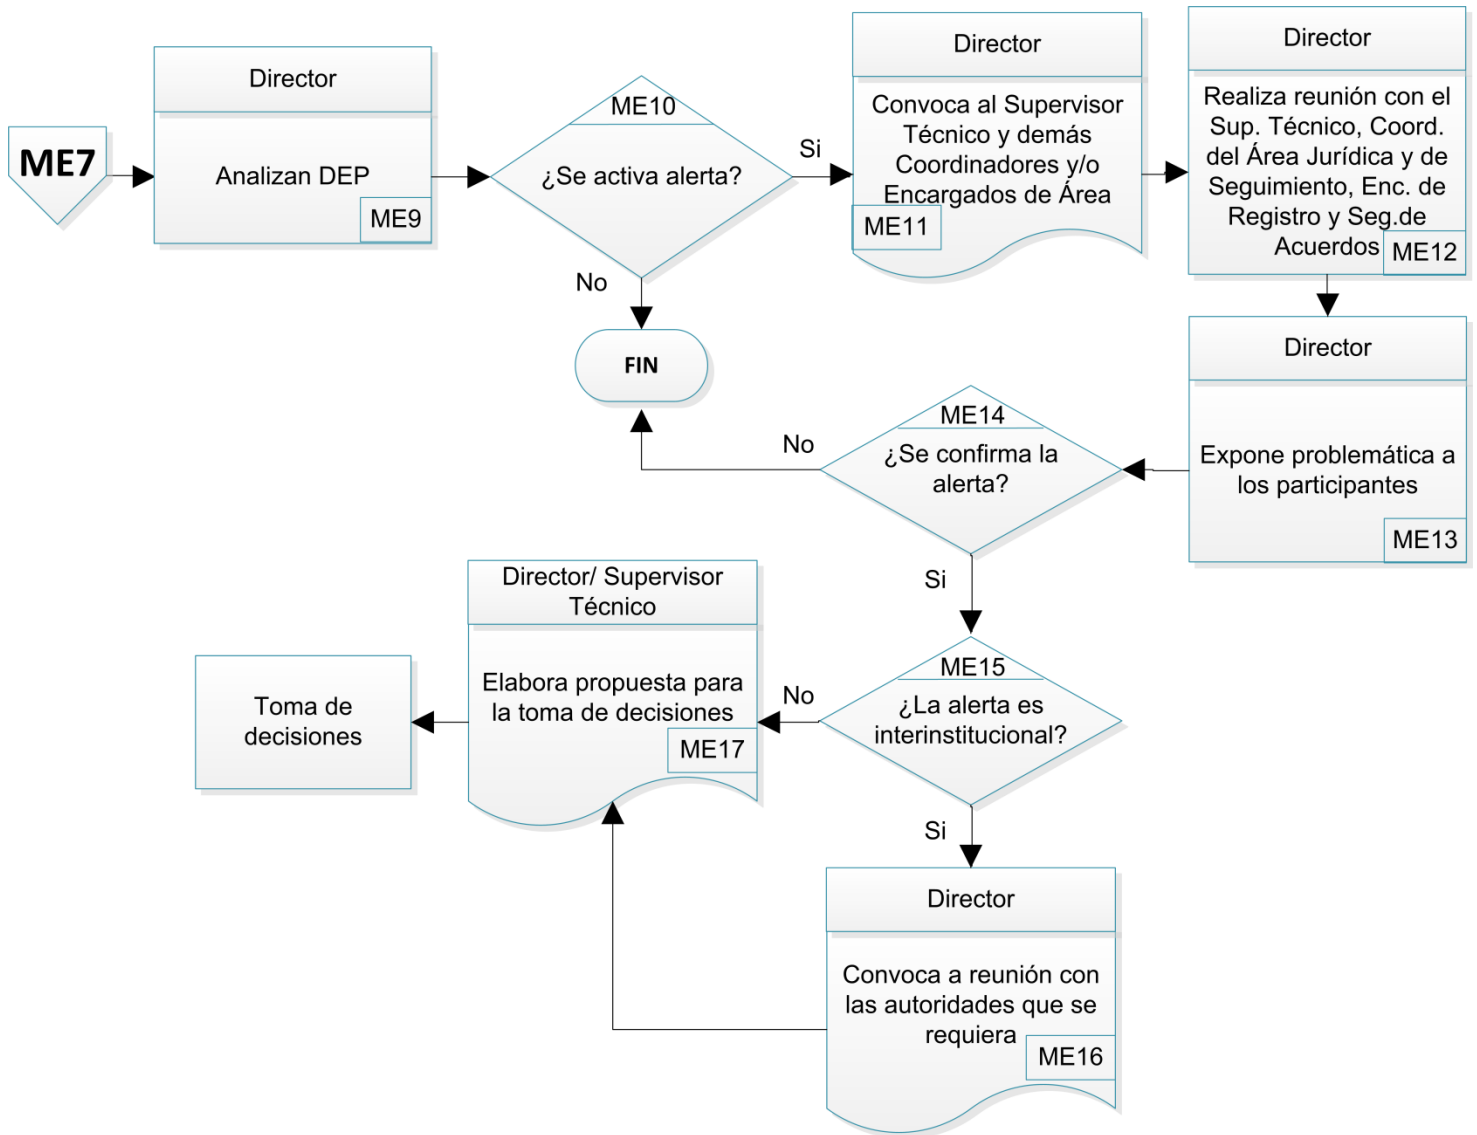 ME7
Director
Analizan DEP
ME9
ME10
¿Se activa alerta?
Si
No
FIN
Director
Convoca al Supervisor
Técnico y demás
Coordinadores y/o
Encargados de Área
ME11
Director
Realiza reunión con el
Sup. Técnico, Coord.
del Área Jurídica y de
Seguimiento, Enc. de
Registro y Seg.de
Acuerdos
ME12
Director
Expone problemática a
los participantes
ME13
ME14
¿Se confirma la
alerta?
No
Si
ME15
¿La alerta es
interinstitucional?
No
Si
Director
Convoca a reunión con
las autoridades que se
requiera
ME16
Director/ Supervisor
Técnico
Elabora propuesta para
la toma de decisiones
ME17
Toma de
decisiones